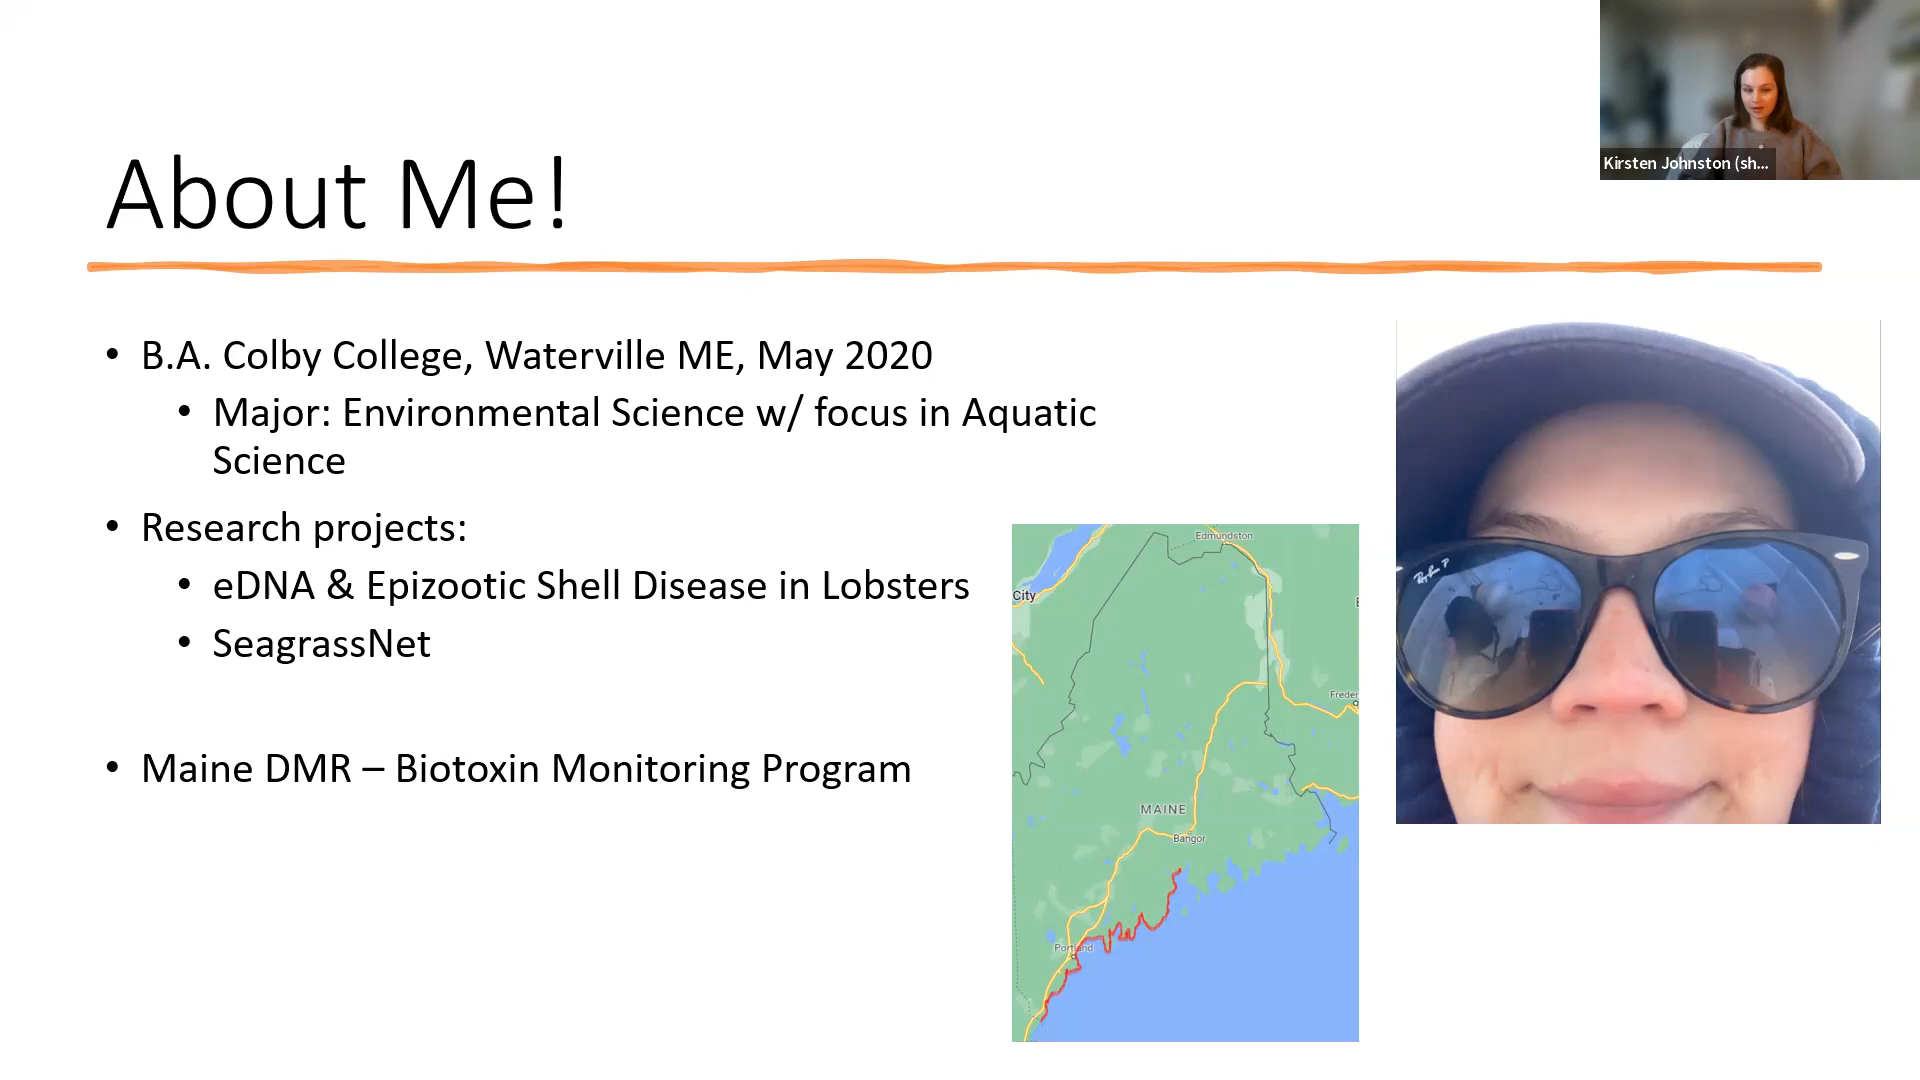 Kirsten Johnston (sh...
About Me!
• B.A. Colby College, Waterville ME, May 2020
• Major: Environmental Science w/ focus in Aquatic
Science
• Research projects:
• eDNA & Epizootic Shell Disease in Lobsters
• SeagrassNet
• Maine DMR – Biotoxin Monitoring Program
Edmundston
City
Freder
MAINE
Bangor
Portland
Ray-Ban P